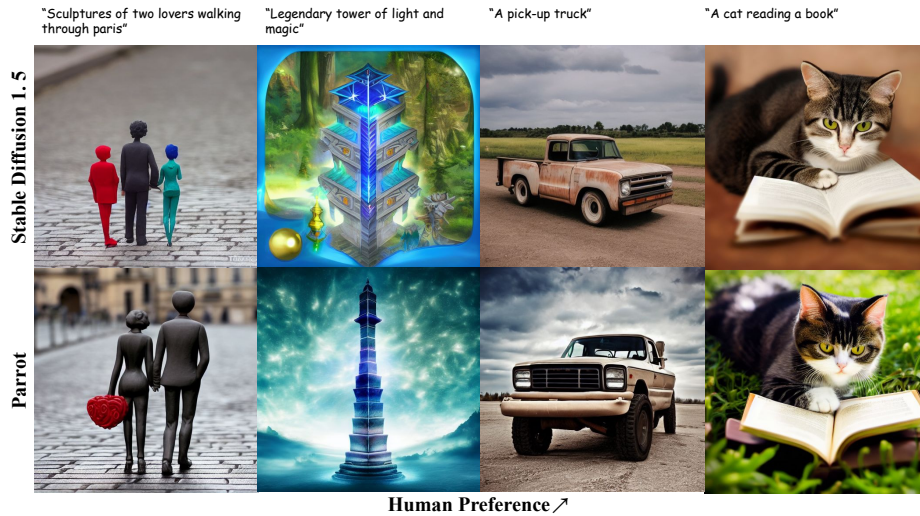 "Sculptures of two lovers walking
through paris"
"Legendary tower of light and
magic"
"A pick-up truck"
"A cat reading a book"
Stable Diffusion 1. 5
Parrot
Human Preference↗